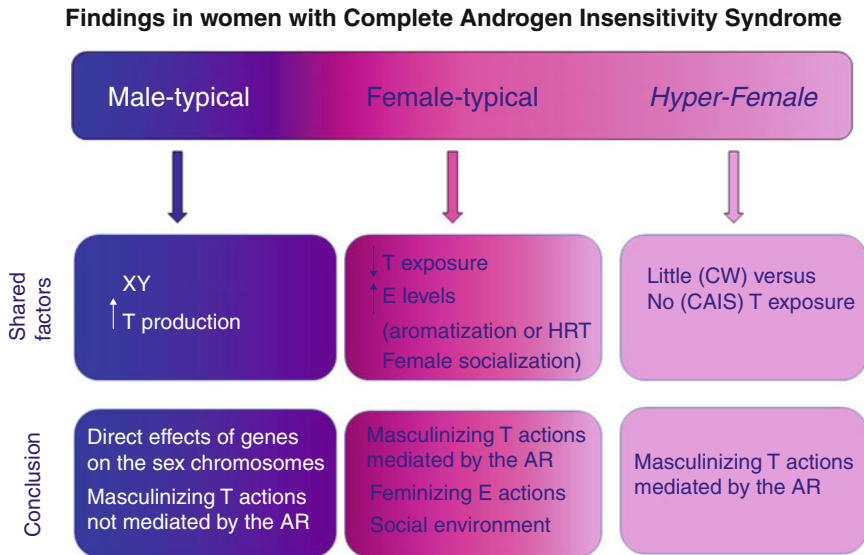 Findings in women with Complete Androgen Insensitivity Syndrome
Male-typical
Female-typical
Hyper-Female
Shared
factors
XY
↑ T production
↓ T exposure
↑ E levels
(aromatization or HRT
Female socialization)
Little (CW) versus
No (CAIS) T exposure
Conclusion
Direct effects of genes
on the sex chromosomes
Masculinizing T actions
not mediated by the AR
Masculinizing T actions
mediated by the AR
Feminizing E actions
Social environment
Masculinizing T actions
mediated by the AR